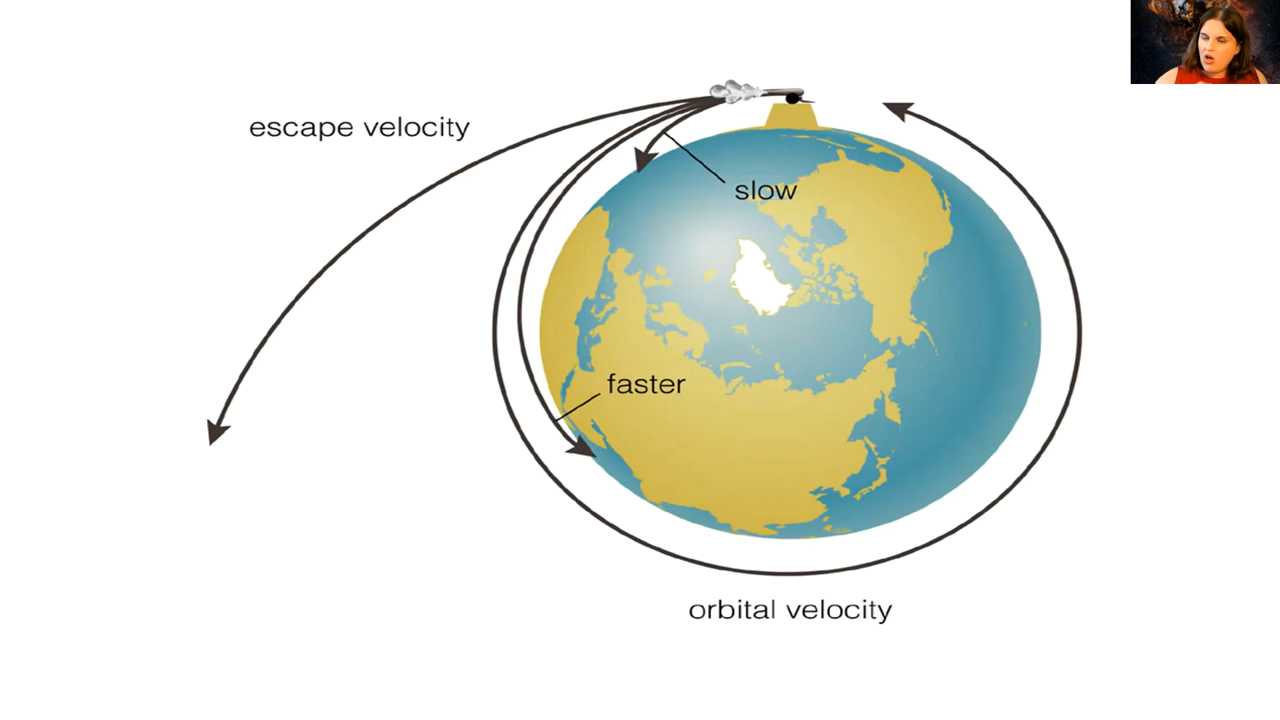 escape velocity
slow
faster
orbital velocity